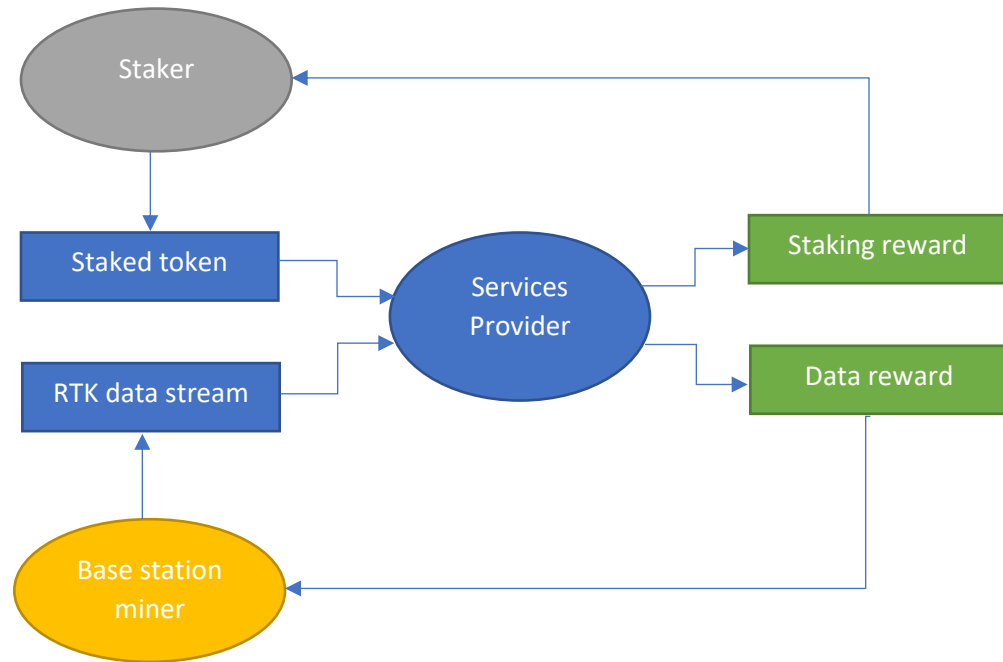 Staker
Staked token
RTK data stream
Base station
miner
Services
Provider
Staking reward
Data reward